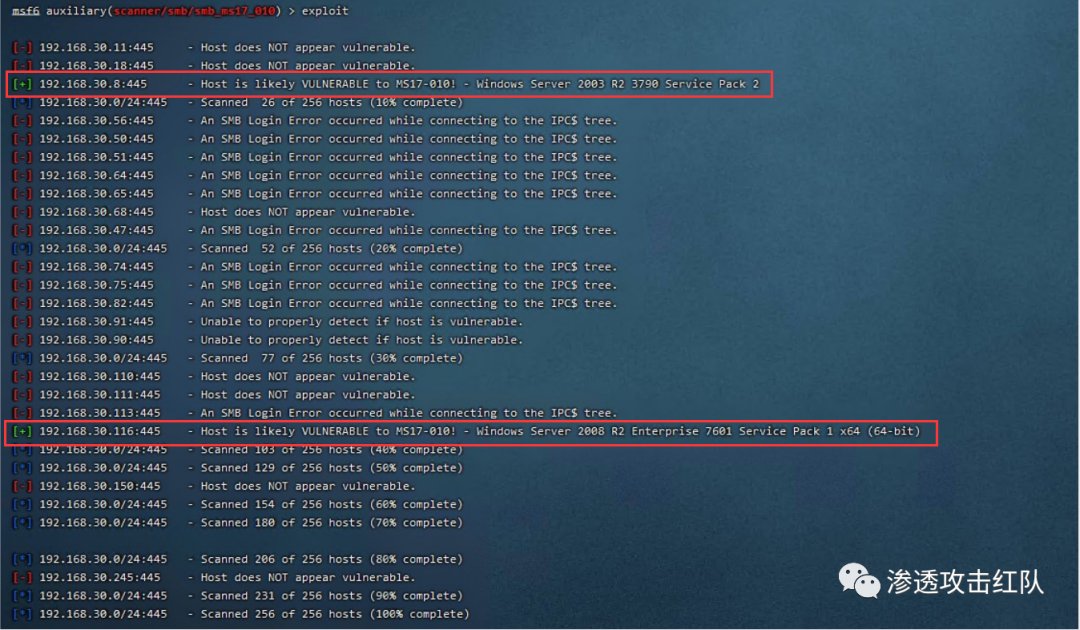 msf6 auxiliary(scanner/smb/smb_ms17_010) > exploit
[-] 192.168.30.11:445 - Host does NOT appear vulnerable.
[-] 192.168.30.18:445 - Host does NOT appear vulnerable.
[+] 192.168.30.8:445 - Host is likely VULNERABLE to MS17-010! - Windows Server 2003 R2 3790 Service Pack 2
[*] 192.168.30.0/24:445 - Scanned 26 of 256 hosts (10% complete)
[-] 192.168.30.56:445 - An SMB Login Error occurred while connecting to the IPC$ tree.
[-] 192.168.30.50:445 - An SMB Login Error occurred while connecting to the IPC$ tree.
[-] 192.168.30.51:445 - An SMB Login Error occurred while connecting to the IPC$ tree.
[-] 192.168.30.64:445 - An SMB Login Error occurred while connecting to the IPC$ tree.
[-] 192.168.30.65:445 - An SMB Login Error occurred while connecting to the IPC$ tree.
[-] 192.168.30.68:445 - Host does NOT appear vulnerable.
[-] 192.168.30.47:445 - An SMB Login Error occurred while connecting to the IPC$ tree.
[*] 192.168.30.0/24:445 - Scanned 52 of 256 hosts (20% complete)
[-] 192.168.30.74:445 - An SMB Login Error occurred while connecting to the IPC$ tree.
[-] 192.168.30.75:445 - An SMB Login Error occurred while connecting to the IPC$ tree.
[-] 192.168.30.82:445 - An SMB Login Error occurred while connecting to the IPC$ tree.
[-] 192.168.30.91:445 - Unable to properly detect if host is vulnerable.
[-] 192.168.30.90:445 - Unable to properly detect if host is vulnerable.
[*] 192.168.30.0/24:445 - Scanned 77 of 256 hosts (30% complete)
[-] 192.168.30.110:445 - Host does NOT appear vulnerable.
[-] 192.168.30.111:445 - Host does NOT appear vulnerable.
[-] 192.168.30.113:445 - An SMB Login Error occurred while connecting to the IPC$ tree.
[+] 192.168.30.116:445 - Host is likely VULNERABLE to MS17-010! - Windows Server 2008 R2 Enterprise 7601 Service Pack 1 x64 (64-bit)
[*] 192.168.30.0/24:445 - Scanned 103 of 256 hosts (40% complete)
[*] 192.168.30.0/24:445 - Scanned 129 of 256 hosts (50% complete)
[-] 192.168.30.150:445 - Host does NOT appear vulnerable.
[*] 192.168.30.0/24:445 - Scanned 154 of 256 hosts (60% complete)
[*] 192.168.30.0/24:445 - Scanned 180 of 256 hosts (70% complete)
[*] 192.168.30.0/24:445 - Scanned 206 of 256 hosts (80% complete)
[-] 192.168.30.245:445 - Host does NOT appear vulnerable.
[*] 192.168.30.0/24:445 - Scanned 231 of 256 hosts (90% complete)
[*] 192.168.30.0/24:445 - Scanned 256 of 256 hosts (100% complete)
渗透攻击红队